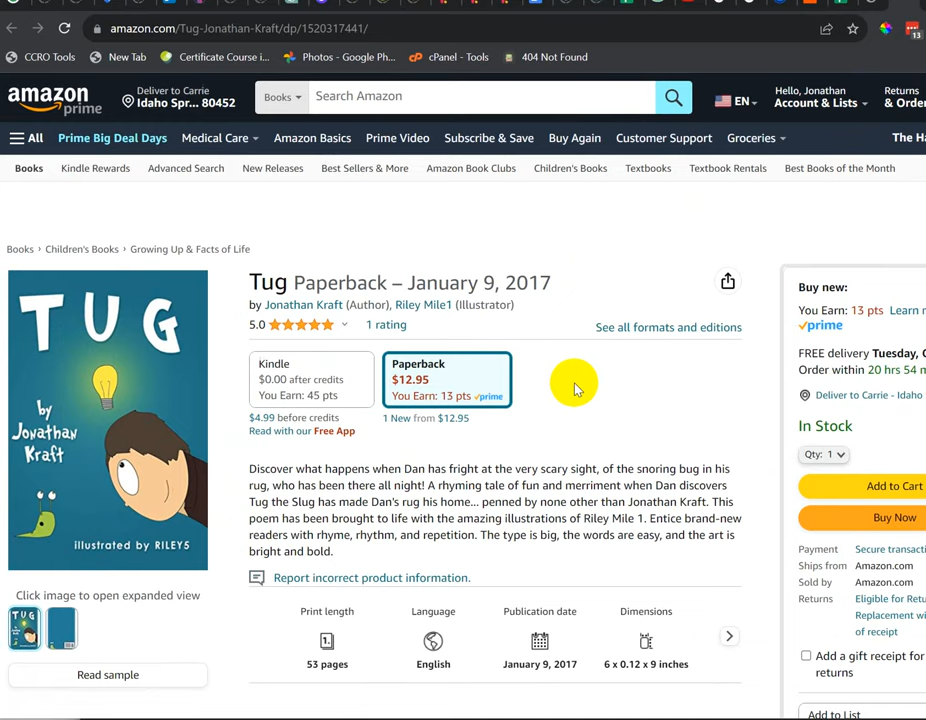 amazon.com/Tug-Jonathan-Kraft/dp/1520317441/
13
CCRO Tools
New Tab
Certificate Course i...
Photos - Google Ph...
cPanel - Tools
404 Not Found
amazon
prime
Deliver to Carrie
Idaho Spr... 80452
Books
Search Amazon
EN
Hello, Jonathan
Account & Lists
Returns
& Orde
All
Prime Big Deal Days
Medical Care
Amazon Basics
Prime Video
Subscribe & Save
Buy Again
Customer Support
Groceries
The Ha
Books
Kindle Rewards
Advanced Search
New Releases
Best Sellers & More
Amazon Book Clubs
Children's Books
Textbooks
Textbook Rentals
Best Books of the Month
Books › Children's Books › Growing Up & Facts of Life
TUG
by
Jonathan
Kraft
illustrated by RILEY5
Click image to open expanded view
Read sample
Tug Paperback – January 9, 2017
by Jonathan Kraft (Author), Riley Mile1 (Illustrator)
5.0
1 rating
See all formats and editions
Kindle
$0.00 after credits
You Earn: 45 pts
Paperback
$12.95
You Earn: 13 pts prime
$4.99 before credits
Read with our Free App
1 New from $12.95
Discover what happens when Dan has fright at the very scary sight, of the snoring bug in his
rug, who has been there all night! A rhyming tale of fun and merriment when Dan discovers
Tug the Slug has made Dan's rug his home... penned by none other than Jonathan Kraft. This
poem has been brought to life with the amazing illustrations of Riley Mile 1. Entice brand-new
readers with rhyme, rhythm, and repetition. The type is big, the words are easy, and the art is
bright and bold.
Report incorrect product information.
Print length
53 pages
Language
English
Publication date
January 9, 2017
Dimensions
6 x 0.12 x 9 inches
Buy new:
You Earn: 13 pts Learn
prime
FREE delivery Tuesday,
Order within 20 hrs 54
Deliver to Carrie - Idaho
In Stock
Qty: 1
Add to Cart
Buy Now
Payment Secure transacti
Ships from Amazon.com
Sold by Amazon.com
Returns Eligible for Retu
Replacement
of receipt
Add a gift receipt for
returns
Add to List